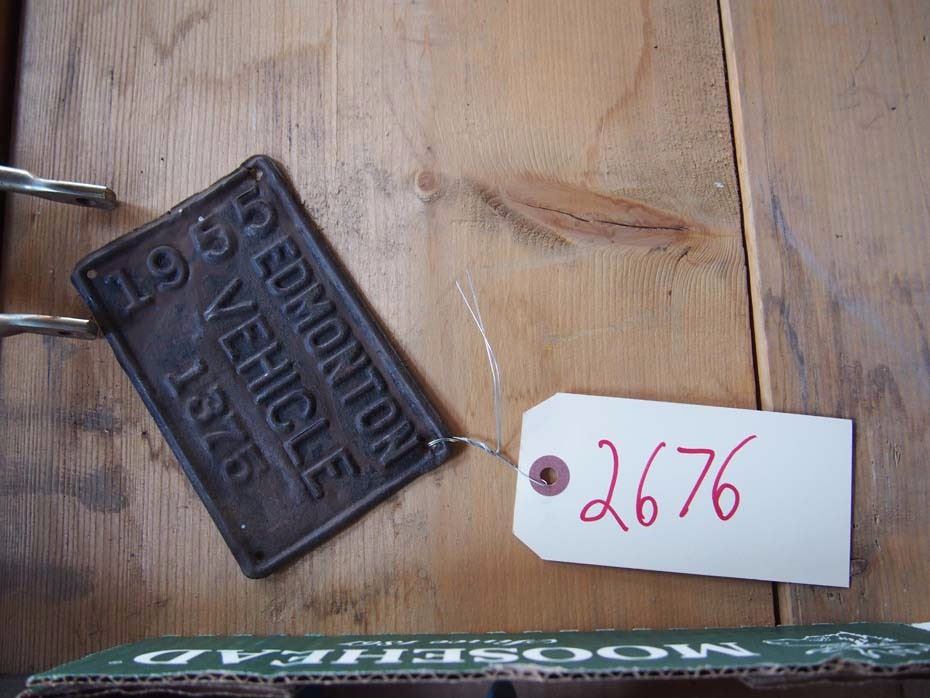 1955
EDMONTON
VEHICLE
1375
2676
MOOSEHEAD